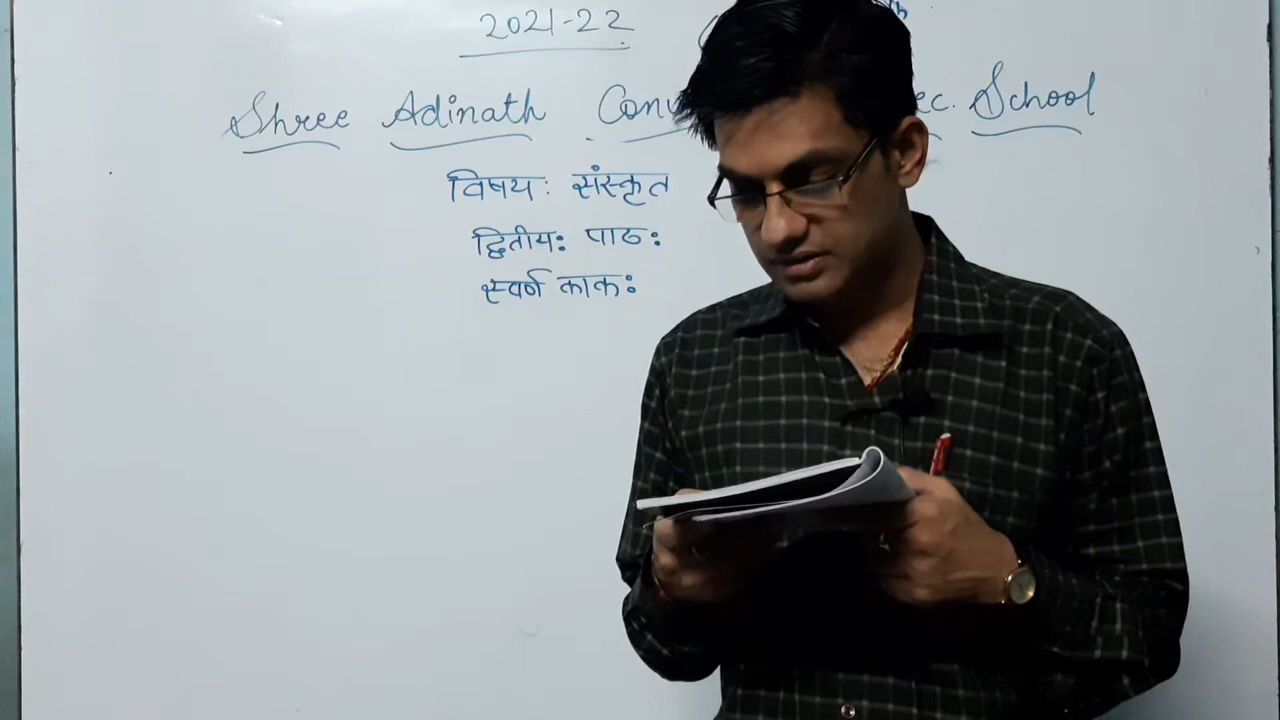 2021-22
Shree Adinath School
विषय: संस्कृत
द्वितीय: पाठ:
स्वर्ण काक: